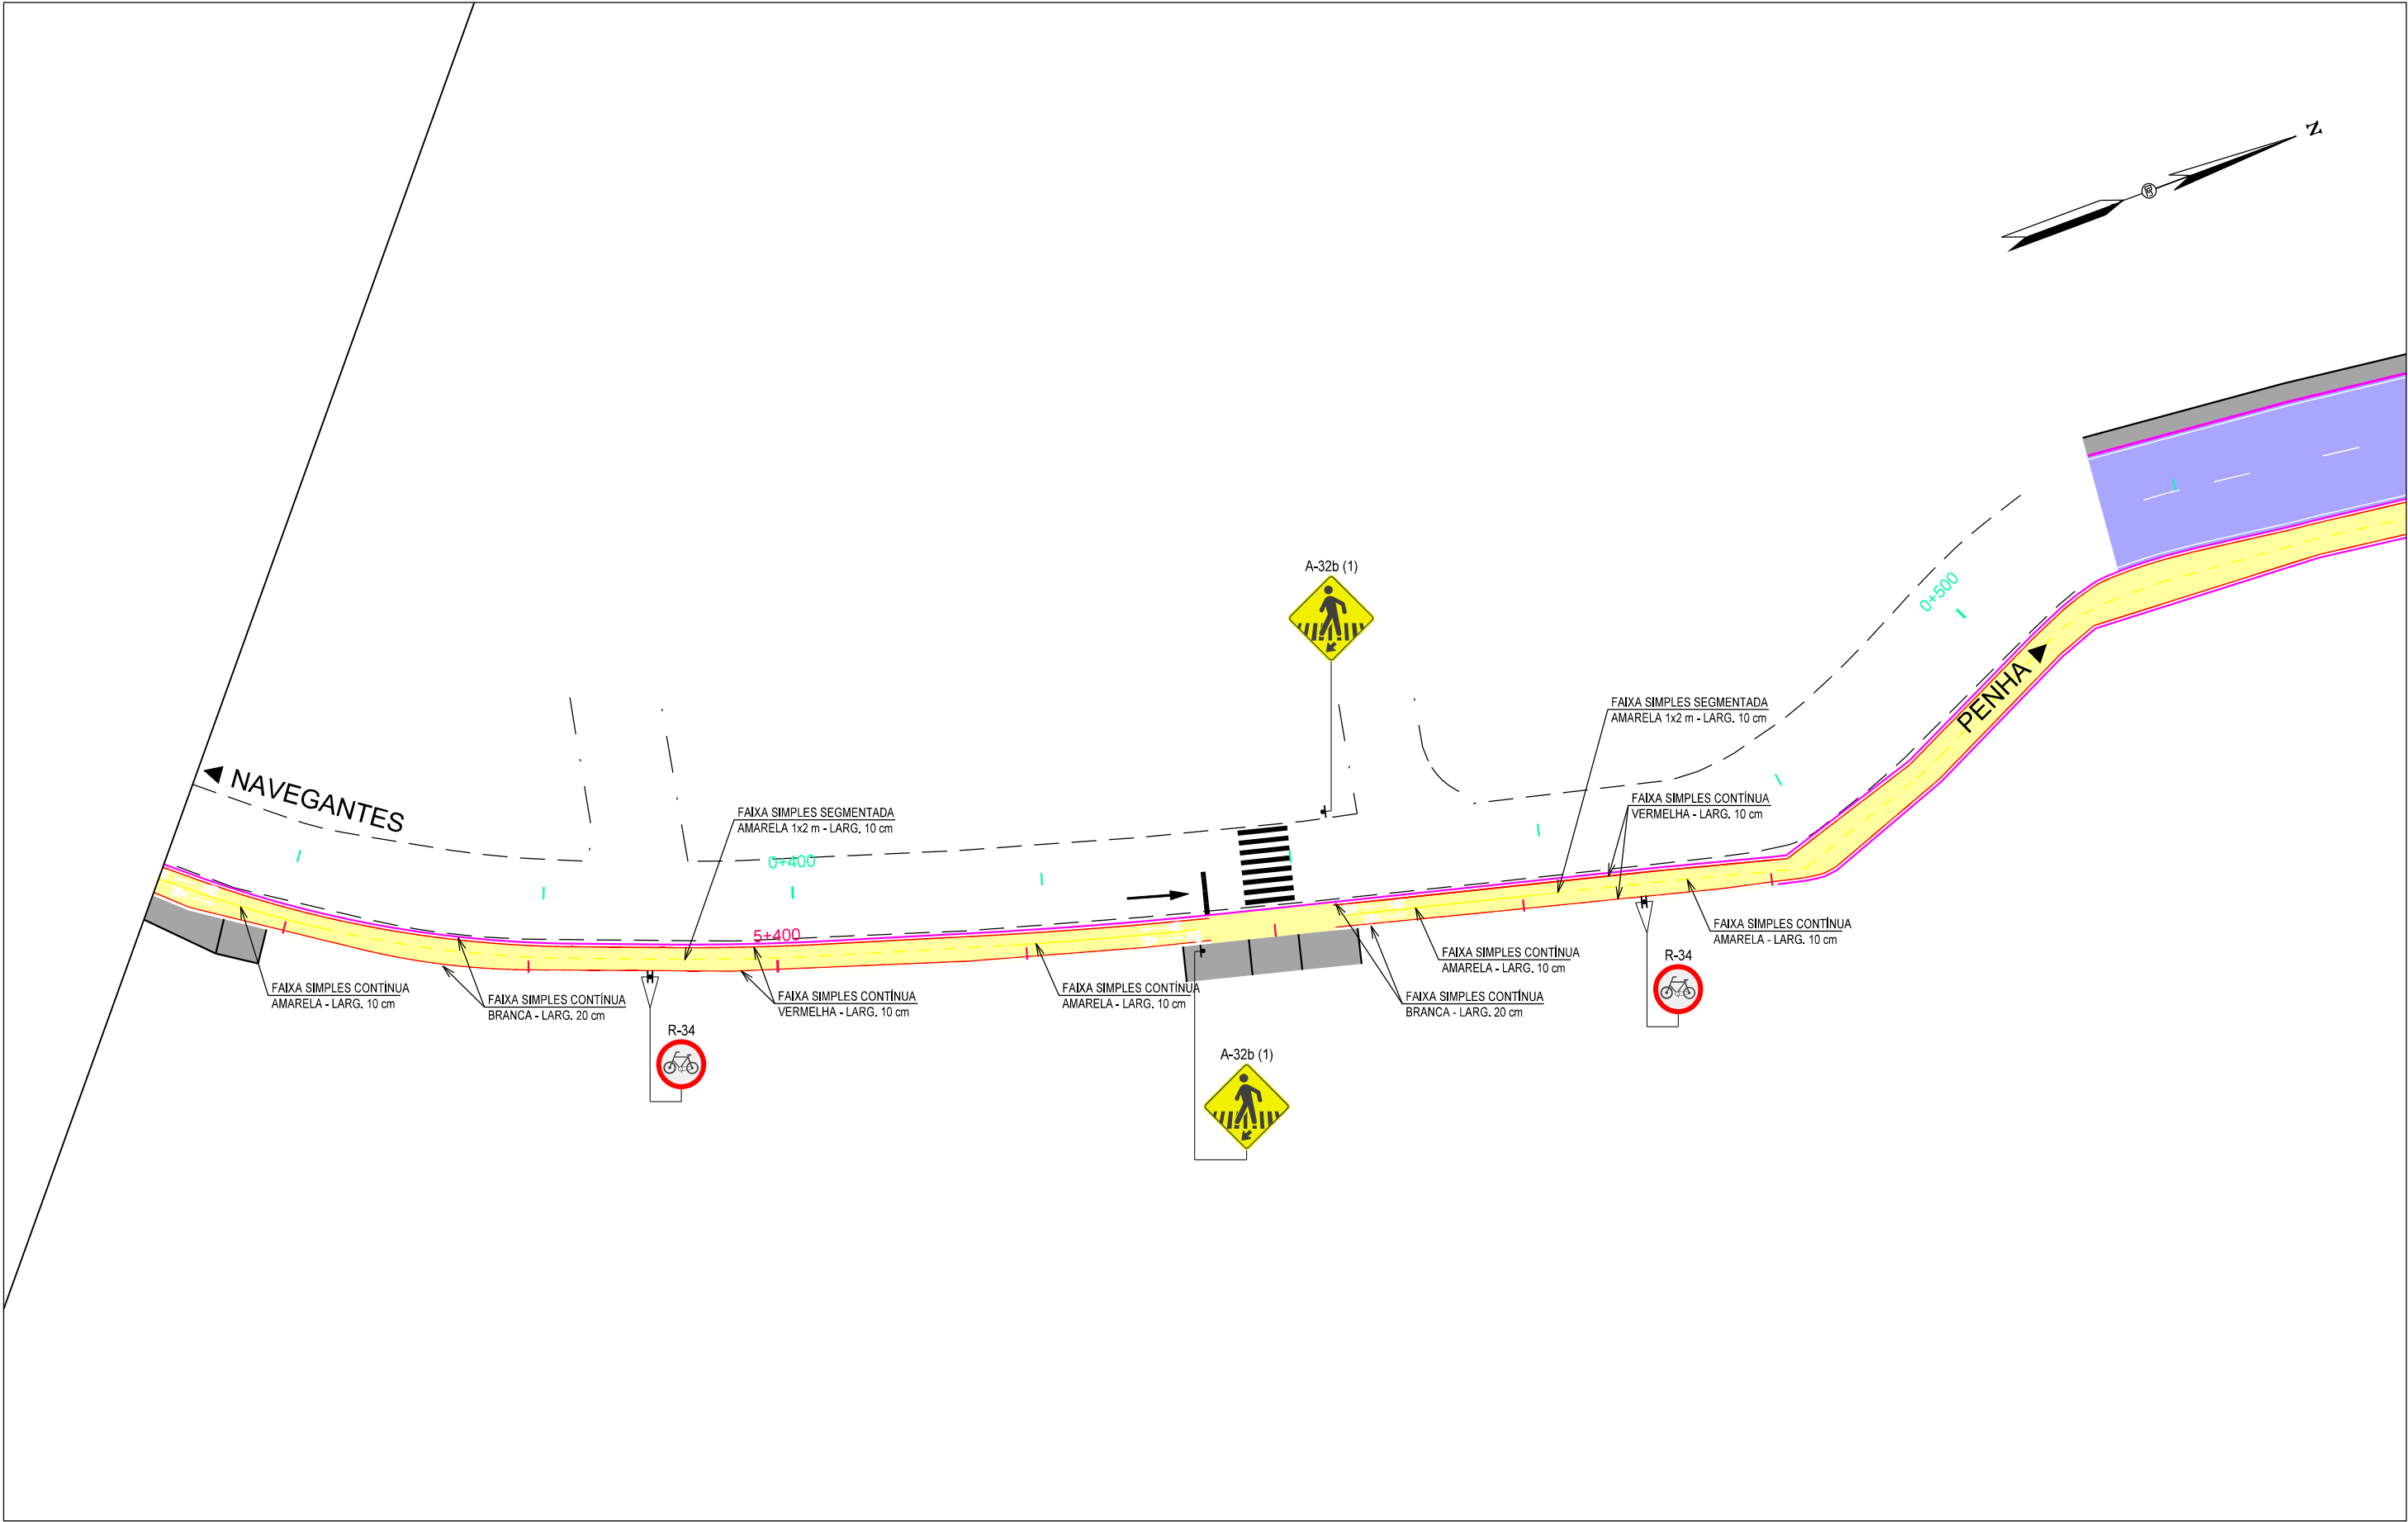 N
A-32b (1)
0+500
PENHA
FAIXA SIMPLES SEGMENTADA
AMARELA 1x2 m - LARG. 10 cm
NAVEGANTES
FAIXA SIMPLES CONTÍNUA
VERMELHA - LARG. 10 cm
FAIXA SIMPLES SEGMENTADA
AMARELA 1x2 m - LARG. 10 cm
0+400
5+400
FAIXA SIMPLES CONTÍNUA
AMARELA - LARG. 10 cm
FAIXA SIMPLES CONTÍNUA
AMARELA - LARG. 10 cm
R-34
FAIXA SIMPLES CONTÍNUA
AMARELA - LARG. 10 cm
FAIXA SIMPLES CONTÍNUA
BRANCA - LARG. 20 cm
FAIXA SIMPLES CONTÍNUA
VERMELHA - LARG. 10 cm
FAIXA SIMPLES CONTÍNUA
AMARELA - LARG. 10 cm
FAIXA SIMPLES CONTÍNUA
BRANCA - LARG. 20 cm
R-34
A-32b (1)